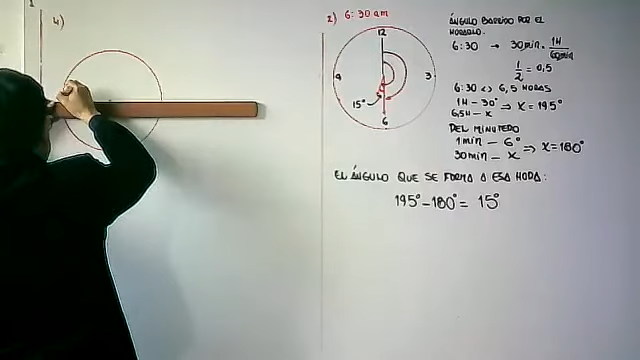 4)
2) 6:30 am
12
9
3
15°
6
ÁNGULO BARRIDO POR EL
HORARIO.
6:30 → 30min. 1H/60min
1/2 = 0,5
6:30 <> 6,5 HORAS
1H - 30° ⇒ X = 195°
6,5H - X
DEL MINUTERO
1min - 6° ⇒ X = 180°
30min - X
EL ÁNGULO QUE SE FORMA A ESA HORA:
195° - 180° = 15°